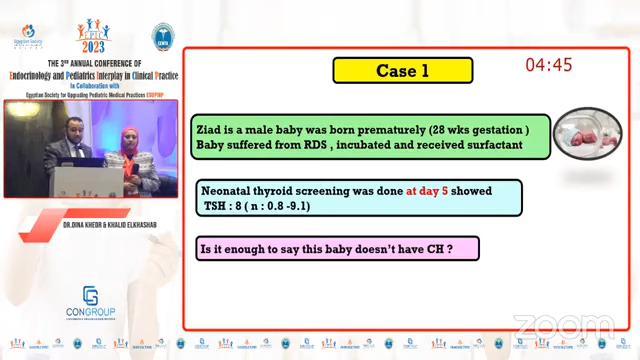 Egyptian Society
EPIC
2023
THE 3RD ANNUAL CONFERENCE OF
Endocrinology and Pediatrics Interplay in Clinical Practice
In Collaboration with
Egyptian Society for Upgrading Pediatric Medical Practices ESUPMP
DR.DINA KHEDR & KHALID ELKHASHAB
CONGROUP
Case 1
04:45
Ziad is a male baby was born prematurely (28 wks gestation )
Baby suffered from RDS , incubated and received surfactant
Neonatal thyroid screening was done at day 5 showed
TSH : 8 ( n : 0.8 -9.1)
Is it enough to say this baby doesn't have CH ?
zoom